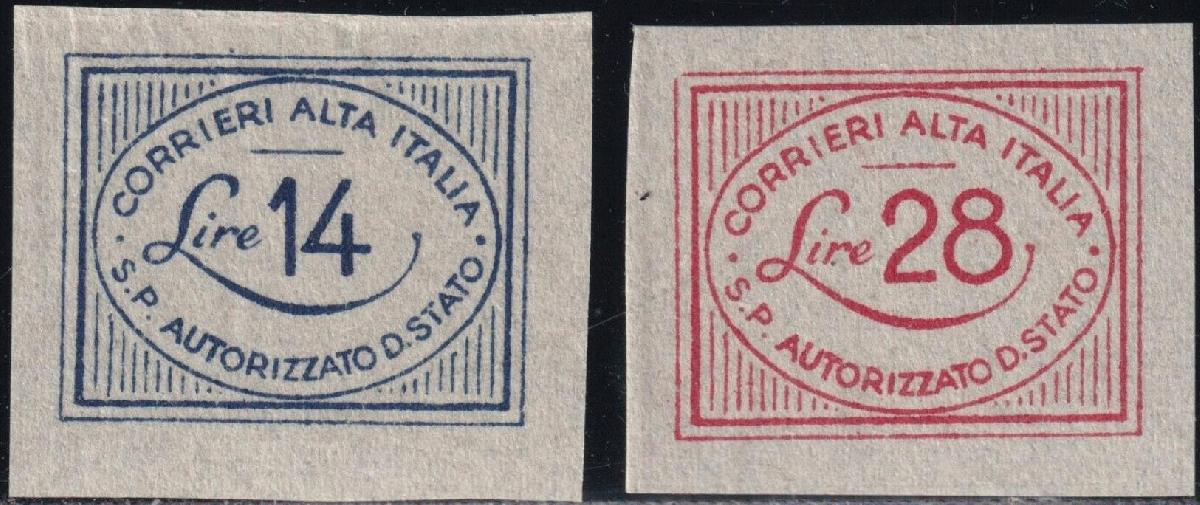 CORRIERI ALTA ITALIA
Lire 14
· S.P. AUTORIZZATO D. STATO ·
CORRIERI ALTA ITALIA
Lire 28
· S.P. AUTORIZZATO D. STATO ·